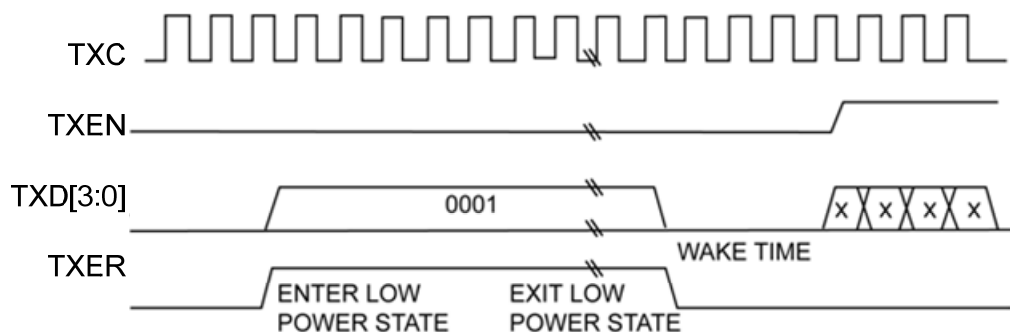 TXC
TXEN
TXD[3:0]
0001
X X X X
WAKE TIME
TXER
ENTER LOW
POWER STATE
EXIT LOW
POWER STATE